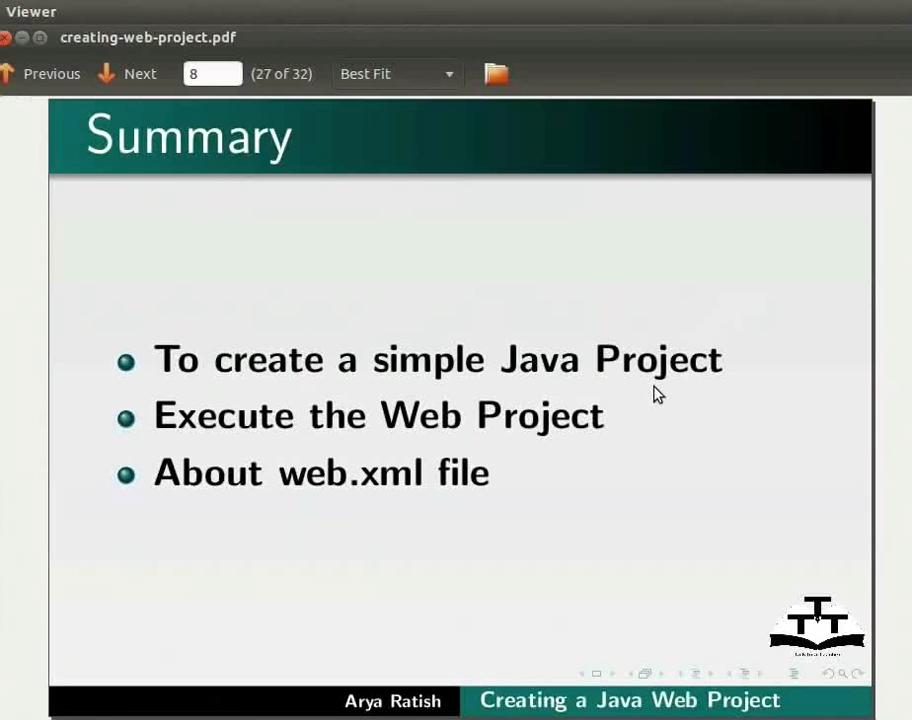 Viewer
creating-web-project.pdf
Previous Next 8 (27 of 32) Best Fit
Summary
To create a simple Java Project
Execute the Web Project
About web.xml file
TTT
Arya Ratish Creating a Java Web Project